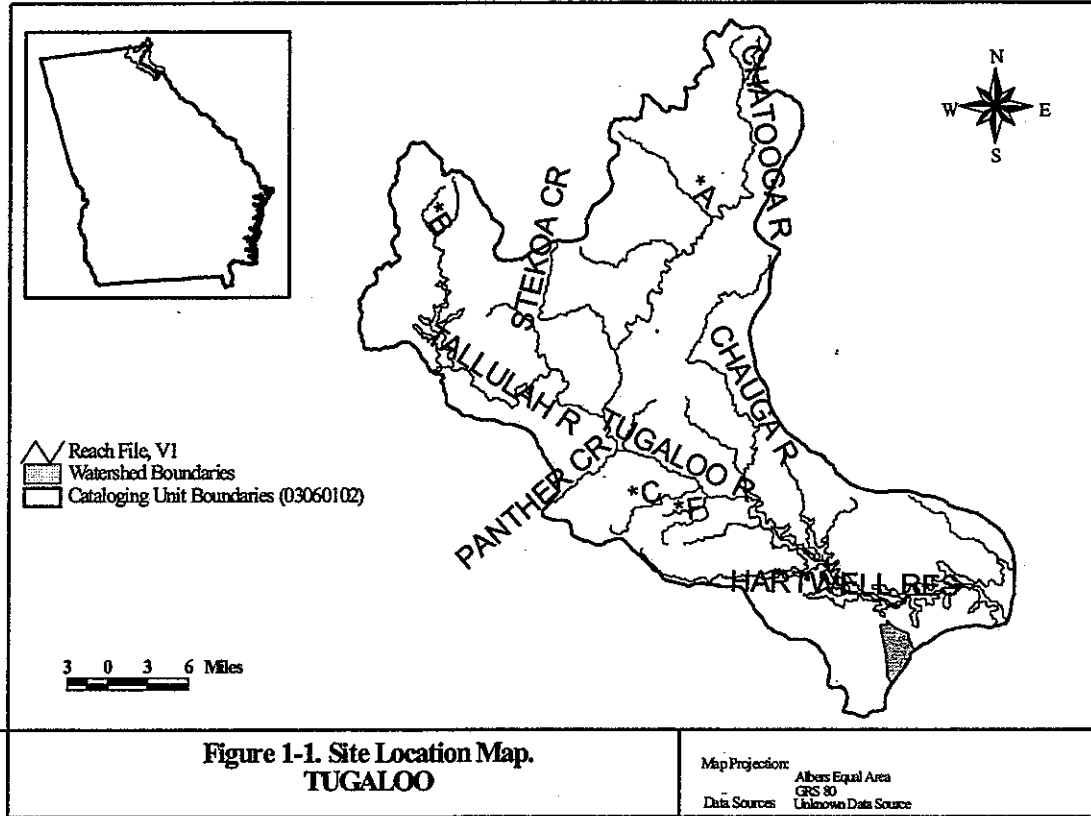 N
W E
S
CHATOOGA R
*A
*B
STEKOA CR
TALLULAH R
CHAUGA R
TUGALOO R
PANTHER CR
*C
*E
HARTWELL RES
Reach File, V1
Watershed Boundaries
Cataloging Unit Boundaries (03060102)
3 0 3 6 Miles
Figure 1-1. Site Location Map.
TUGALOO
Map Projection:
Albers Equal Area
GRS 80
Data Sources Unknown Data Source